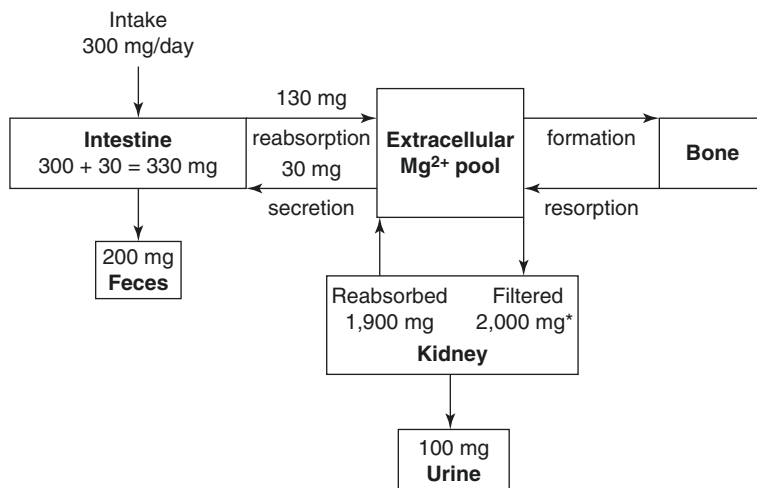 Intake
300 mg/day
130 mg
reabsorption
30 mg
secretion
Intestine
300 + 30 = 330 mg
Extracellular
Mg²⁺ pool
formation
resorption
Bone
200 mg
Feces
Reabsorbed
1,900 mg
Filtered
2,000 mg*
Kidney
100 mg
Urine